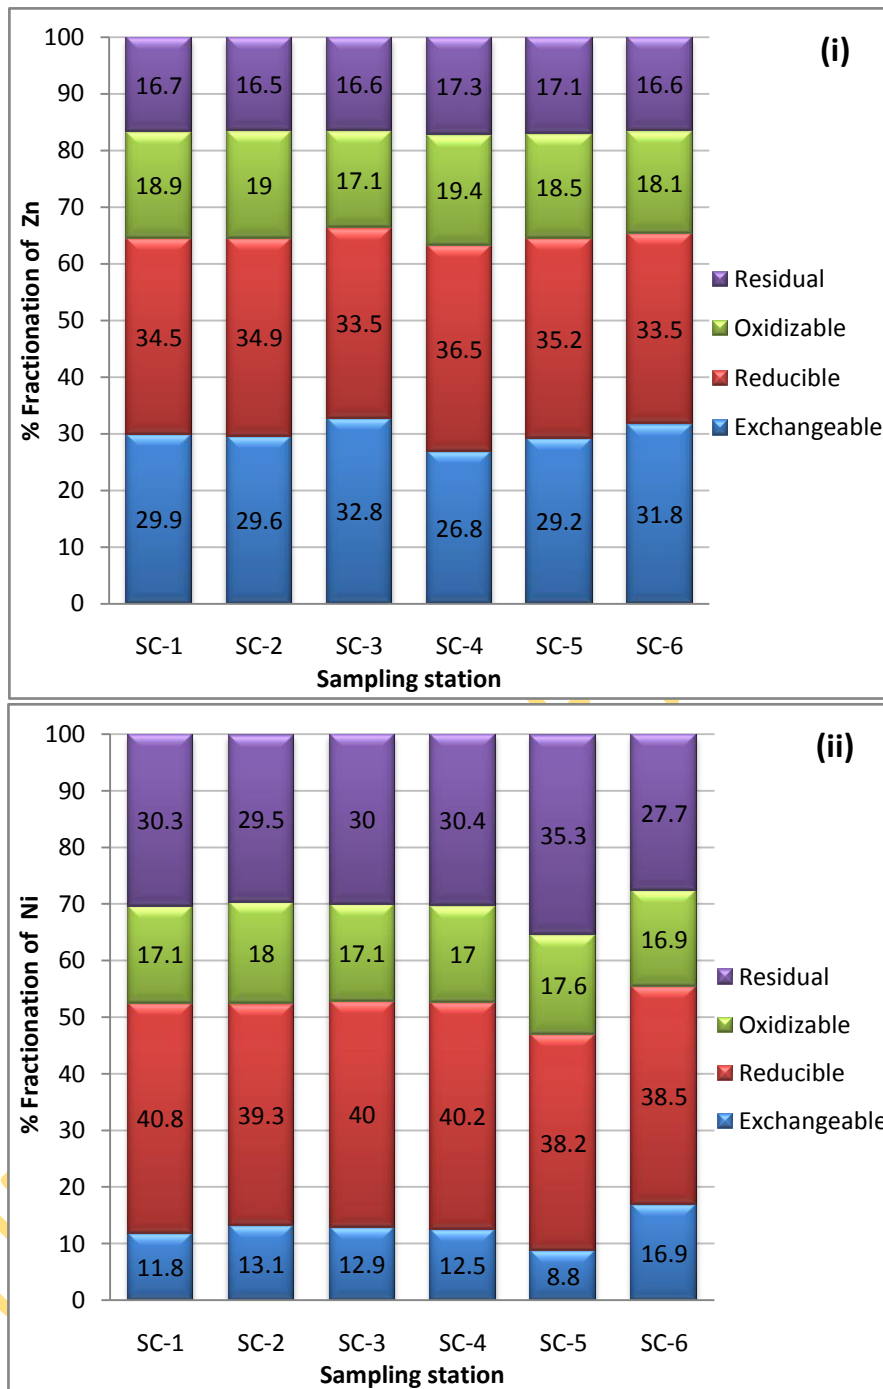 (i)
% Fractionation of Zn
100
90
80
70
60
50
40
30
20
10
0
16.7 16.5 16.6 17.3 17.1 16.6
18.9 19 17.1 19.4 18.5 18.1
34.5 34.9 33.5 36.5 35.2 33.5
29.9 29.6 32.8 26.8 29.2 31.8
SC-1 SC-2 SC-3 SC-4 SC-5 SC-6
Sampling station
Residual
Oxidizable
Reducible
Exchangeable
(ii)
% Fractionation of Ni
100
90
80
70
60
50
40
30
20
10
0
30.3 29.5 30 30.4 35.3 27.7
17.1 18 17.1 17 17.6 16.9
40.8 39.3 40 40.2 38.2 38.5
11.8 13.1 12.9 12.5 8.8 16.9
SC-1 SC-2 SC-3 SC-4 SC-5 SC-6
Sampling station
Residual
Oxidizable
Reducible
Exchangeable